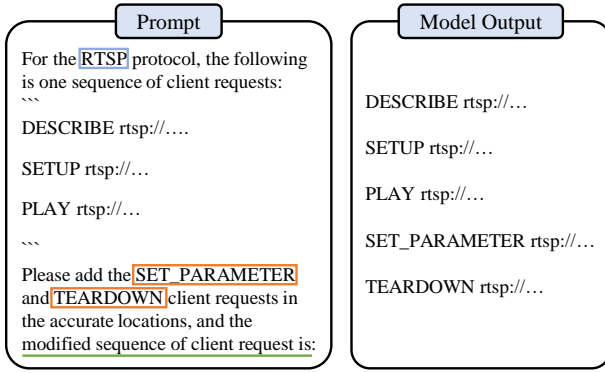 Prompt
For the RTSP protocol, the following
is one sequence of client requests:
```
DESCRIBE rtsp://….
SETUP rtsp://…
PLAY rtsp://…
```
Please add the SET_PARAMETER
and TEARDOWN client requests in
the accurate locations, and the
modified sequence of client request is:
Model Output
DESCRIBE rtsp://…
SETUP rtsp://…
PLAY rtsp://…
SET_PARAMETER rtsp://…
TEARDOWN rtsp://…